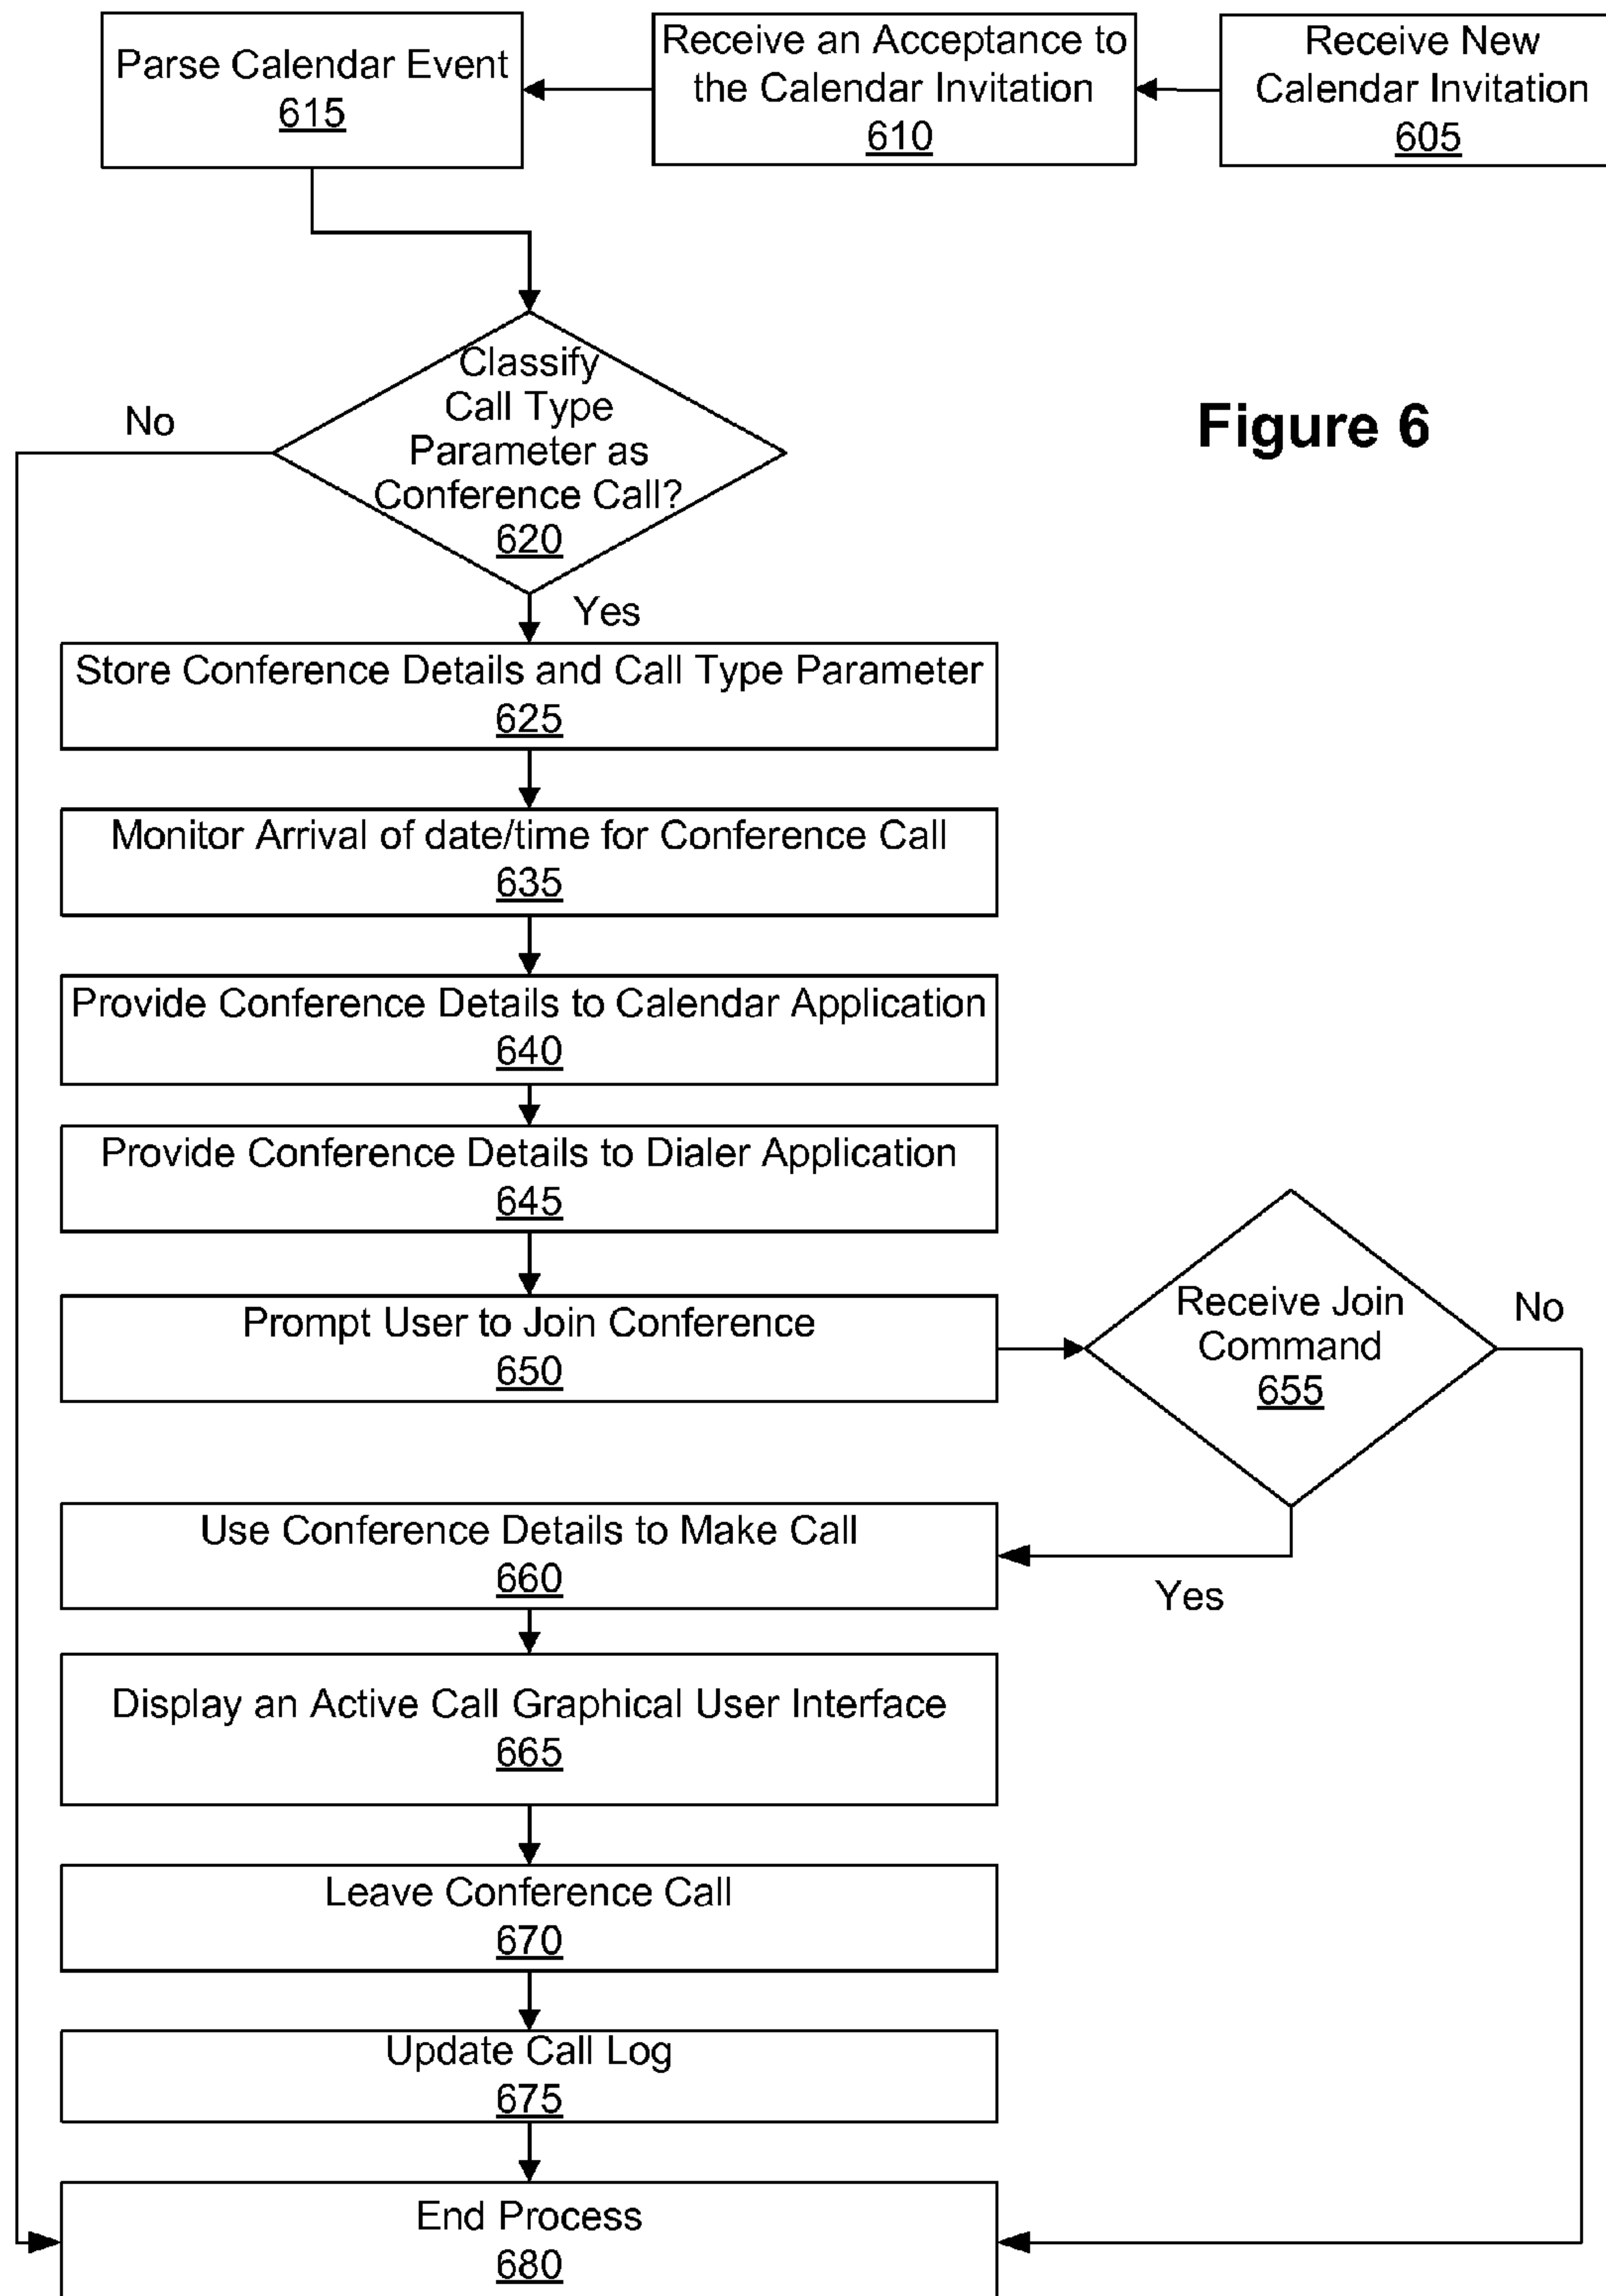 Receive New
Calendar Invitation
605
Receive an Acceptance to
the Calendar Invitation
610
Parse Calendar Event
615
Classify
Call Type
Parameter as
Conference Call?
620
No
Yes
Figure 6
Store Conference Details and Call Type Parameter
625
Monitor Arrival of date/time for Conference Call
635
Provide Conference Details to Calendar Application
640
Provide Conference Details to Dialer Application
645
Prompt User to Join Conference
650
Receive Join
Command
655
No
Yes
Use Conference Details to Make Call
660
Display an Active Call Graphical User Interface
665
Leave Conference Call
670
Update Call Log
675
End Process
680